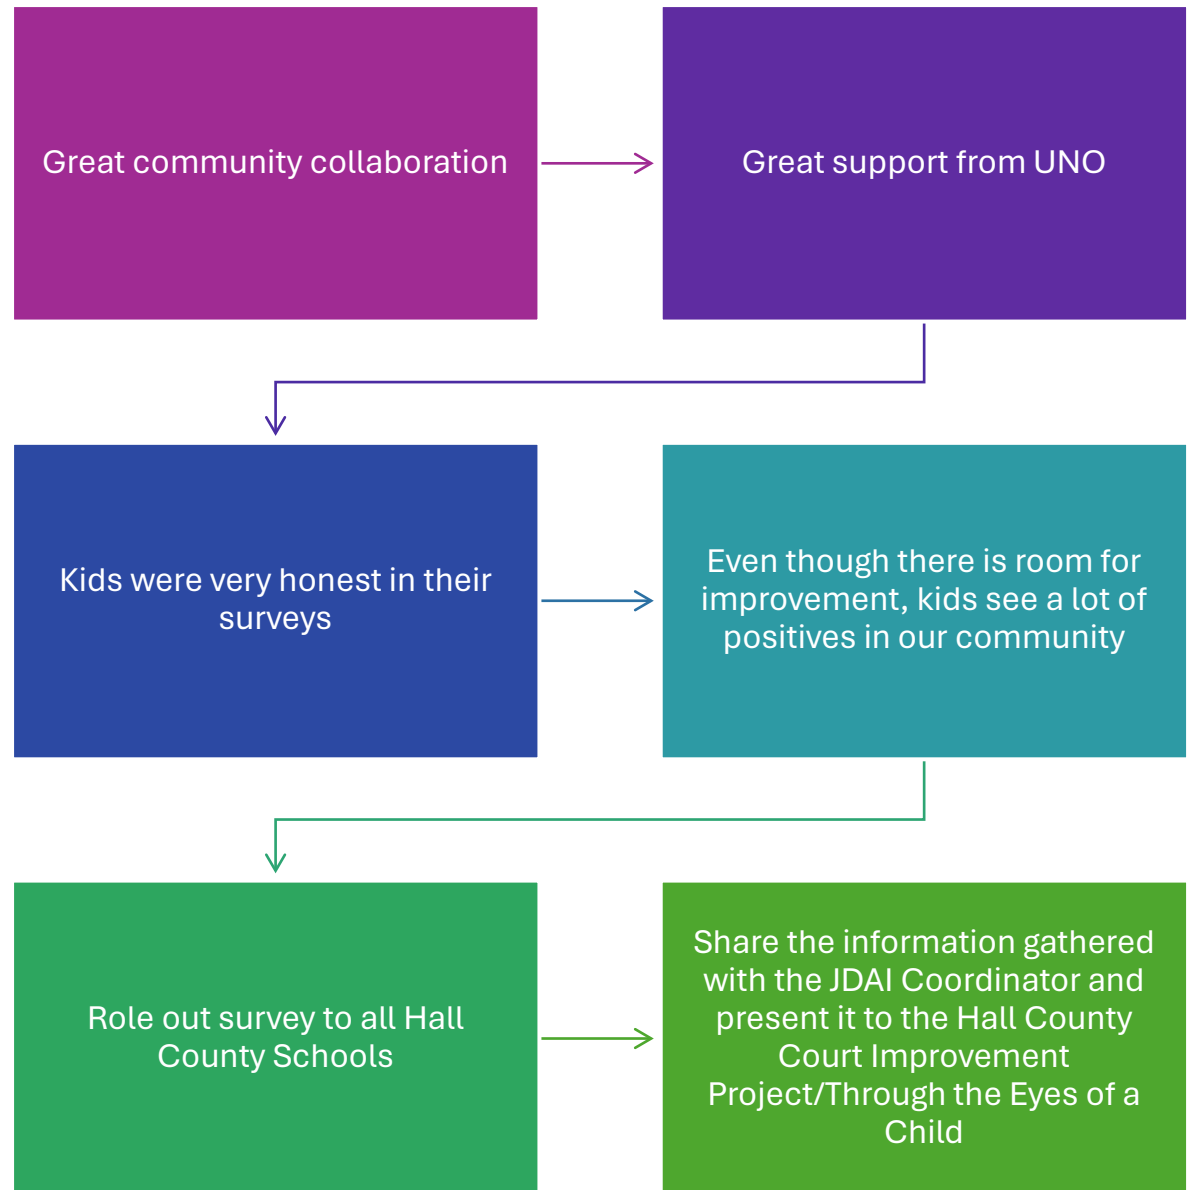 Great community collaboration
Great support from UNO
Kids were very honest in their
surveys
Even though there is room for
improvement, kids see a lot of
positives in our community
Role out survey to all Hall
County Schools
Share the information gathered
with the JDAI Coordinator and
present it to the Hall County
Court Improvement
Project/Through the Eyes of a
Child